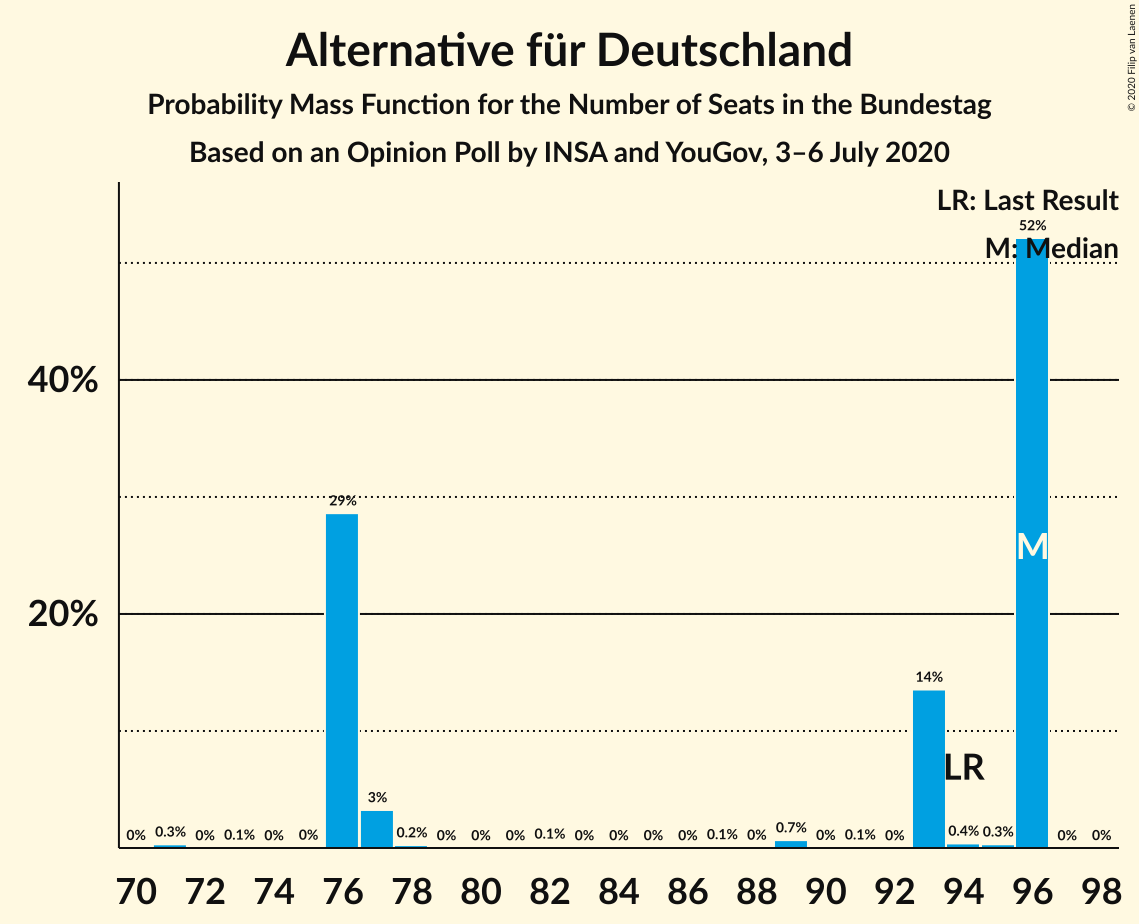 Alternative für Deutschland
Probability Mass Function for the Number of Seats in the Bundestag
Based on an Opinion Poll by INSA and YouGov, 3–6 July 2020
© 2020 Filip van Laenen
LR: Last Result
52%
M: Median
40%
29%
M
20%
14%
LR
3%
0% 0.3% 0% 0.1% 0% 0% 0.2% 0% 0% 0% 0.1% 0% 0% 0% 0% 0.1% 0% 0.7% 0% 0.1% 0% 0.4% 0.3% 0% 0%
70 72 74 76 78 80 82 84 86 88 90 92 94 96 98